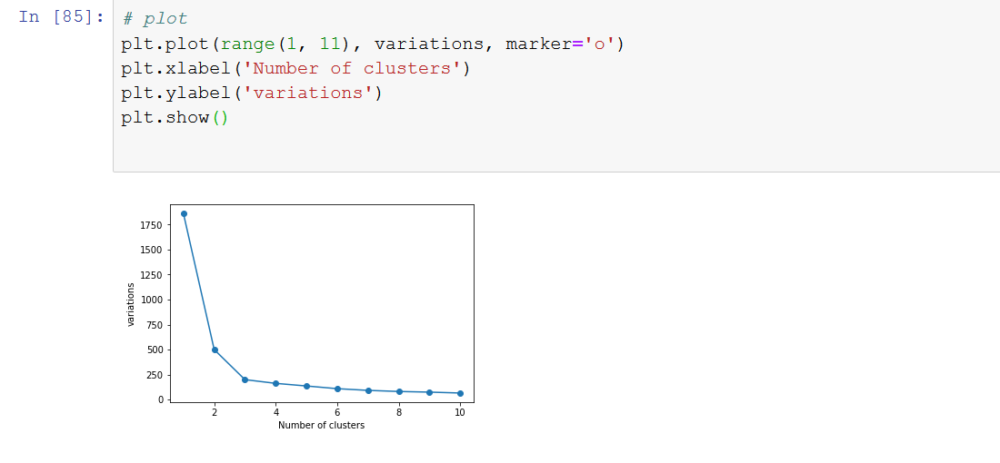 In [85]: # plot
plt.plot(range(1, 11), variations, marker='o')
plt.xlabel('Number of clusters')
plt.ylabel('variations')
plt.show()
1750
1500
1250
1000
750
500
250
0
variations
2 4 6 8 10
Number of clusters